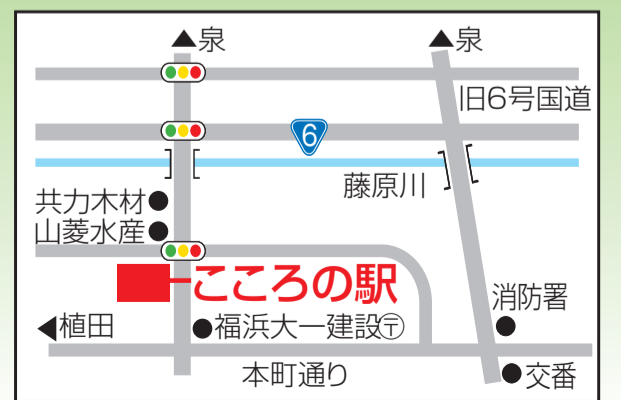 ▲泉
▲泉
旧6号国道
6
藤原川
共力木材●
山菱水産●
こころの駅
消防署
◀植田
●福浜大一建設〒
本町通り
●交番